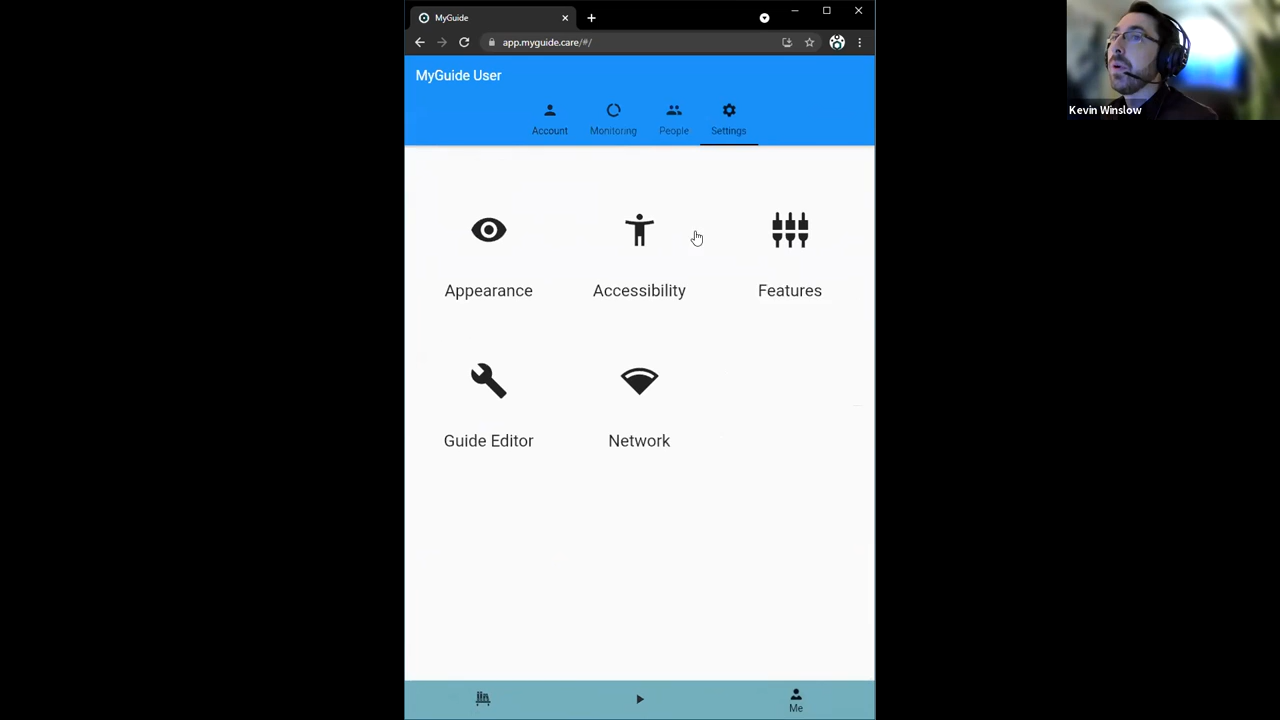 MyGuide
app.myguide.care/#/
MyGuide User
Account
Monitoring
People
Settings
Appearance
Accessibility
Features
Guide Editor
Network
Me
Kevin Winslow